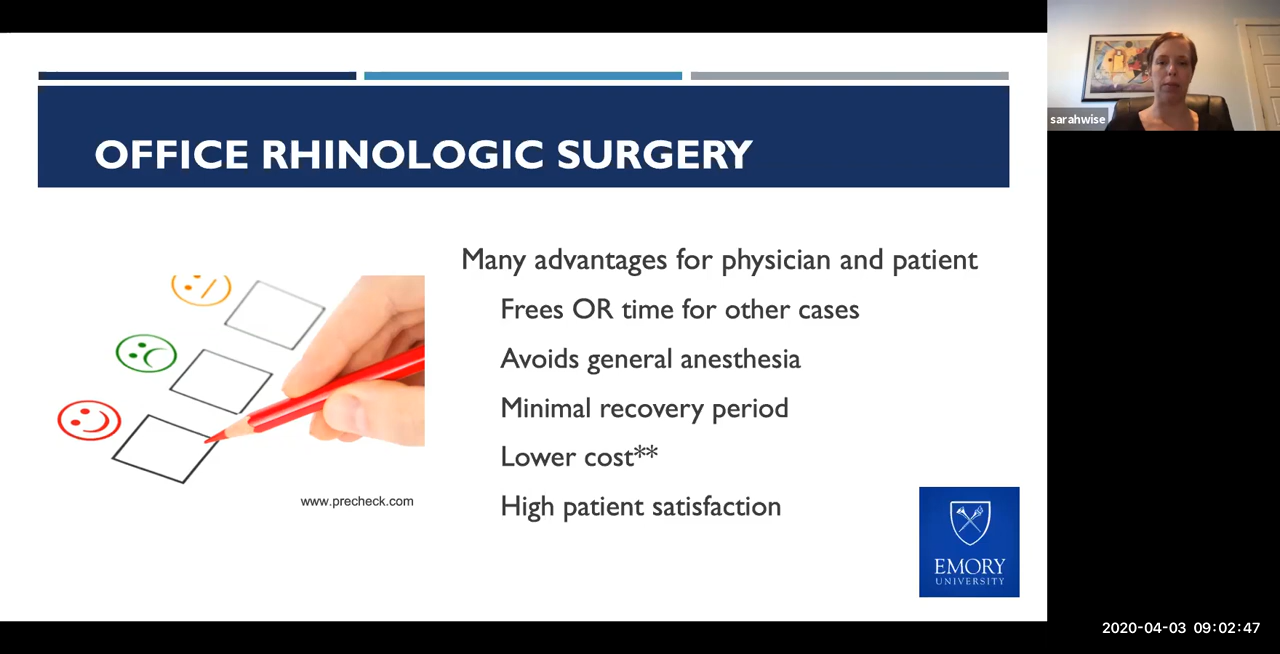 OFFICE RHINOLOGIC SURGERY
Many advantages for physician and patient
Frees OR time for other cases
Avoids general anesthesia
Minimal recovery period
Lower cost**
High patient satisfaction
www.precheck.com
EMORY
UNIVERSITY
sarahwise
2020-04-03 09:02:47